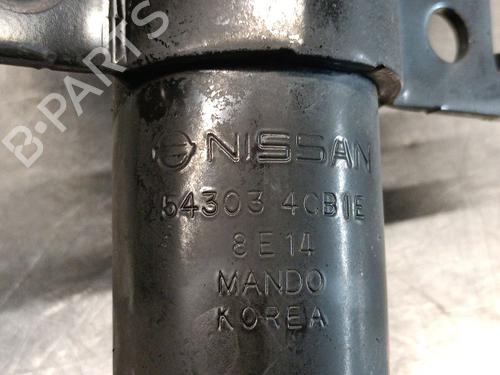 B-PARTS
NISSAN
54303 4CB1E
8E14
MANDO
KOREA